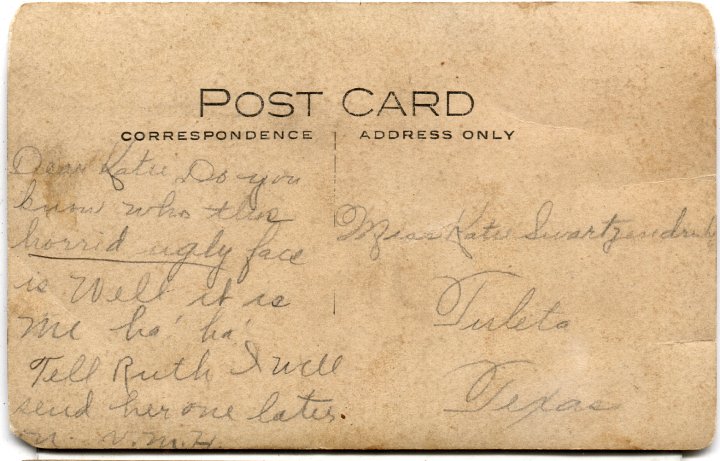 POST CARD
CORRESPONDENCE ADDRESS ONLY
Dear Katie Do you
know who this
horrid ugly face
is Well it is
me ha! ha!
Tell Ruth I will
send her one later.
V.M.
Miss Katie Swartzendrub
Tuleta
Texas